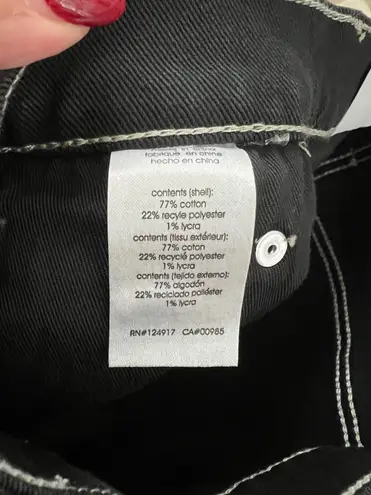 fabriqué en chine
hecho en china
contents (shell):
77% cotton
22% recyle polyester
1% lycra
contents (tissu extérieur):
77% coton
22% recyclé polyester
1% lycra
contents (tejido externo):
77% algodón
22% reciclado poliéster
1% lycra
RN#124917 CA#00985